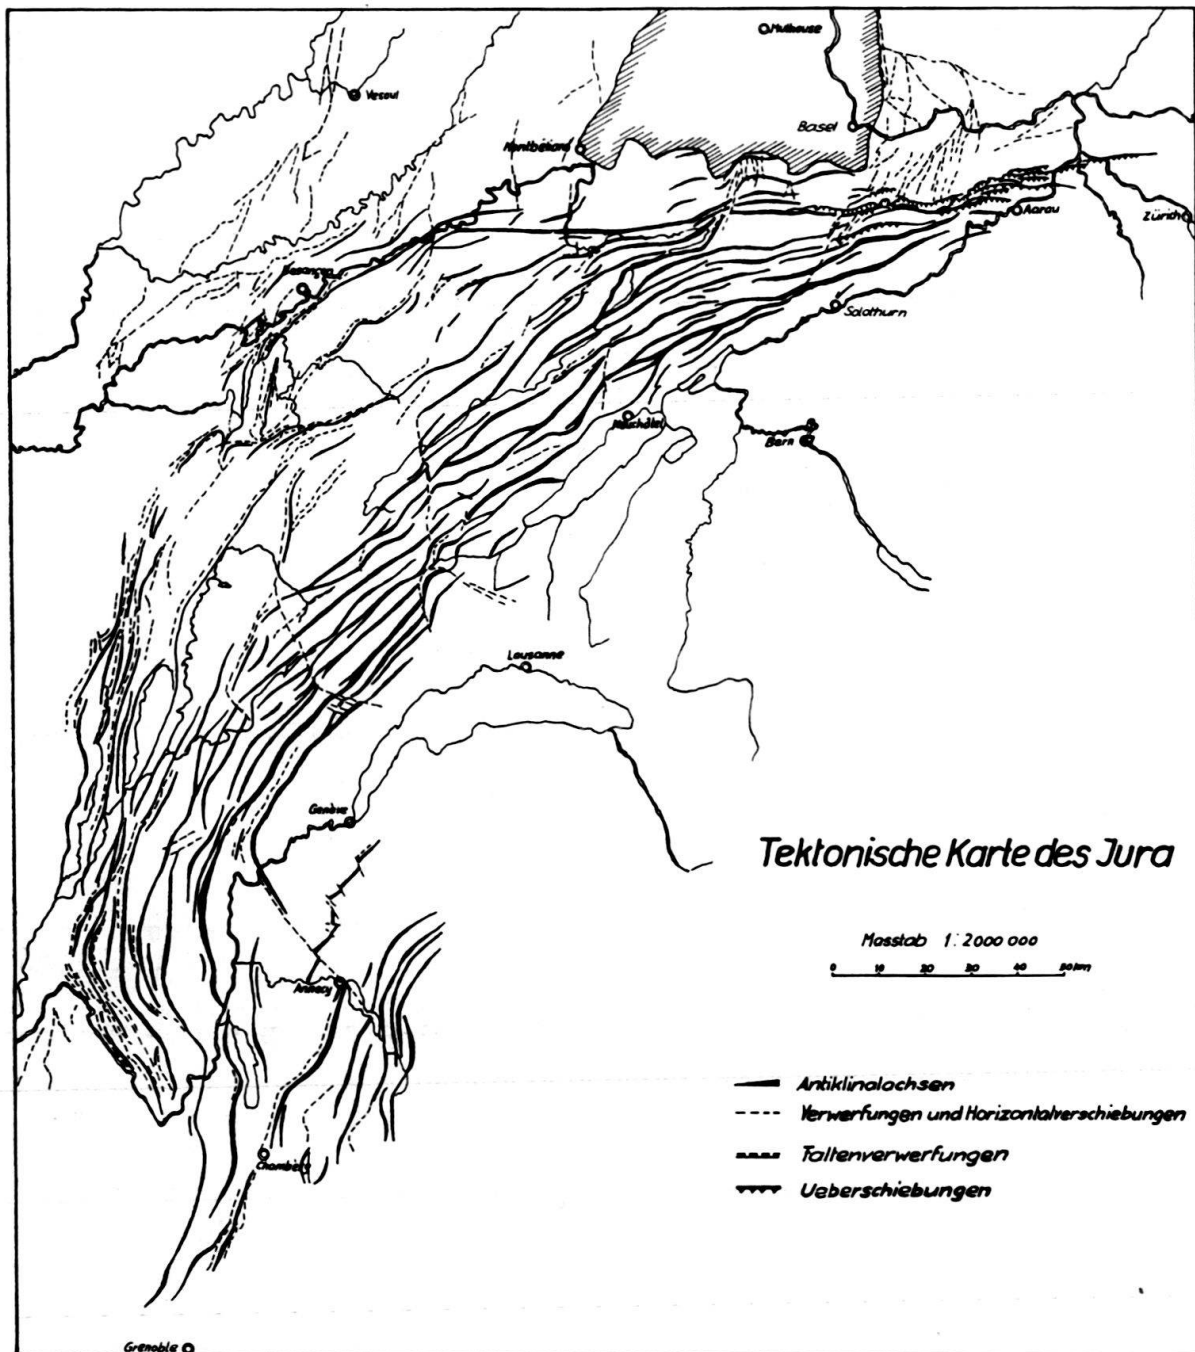 Mulhouse
Vesoul
Basel
Montbéliard
Aarau
Zürich
Besançon
Solothurn
Neuchâtel
Bern
Lausanne
Genève
Tektonische Karte des Jura
Masstab 1:2000000
0 10 20 30 40 50 km
Annecy
Antiklinalachsen
Verwerfungen und Horizontalverschiebungen
Chambéry
Faltenverwerfungen
Ueberschiebungen
Grenoble